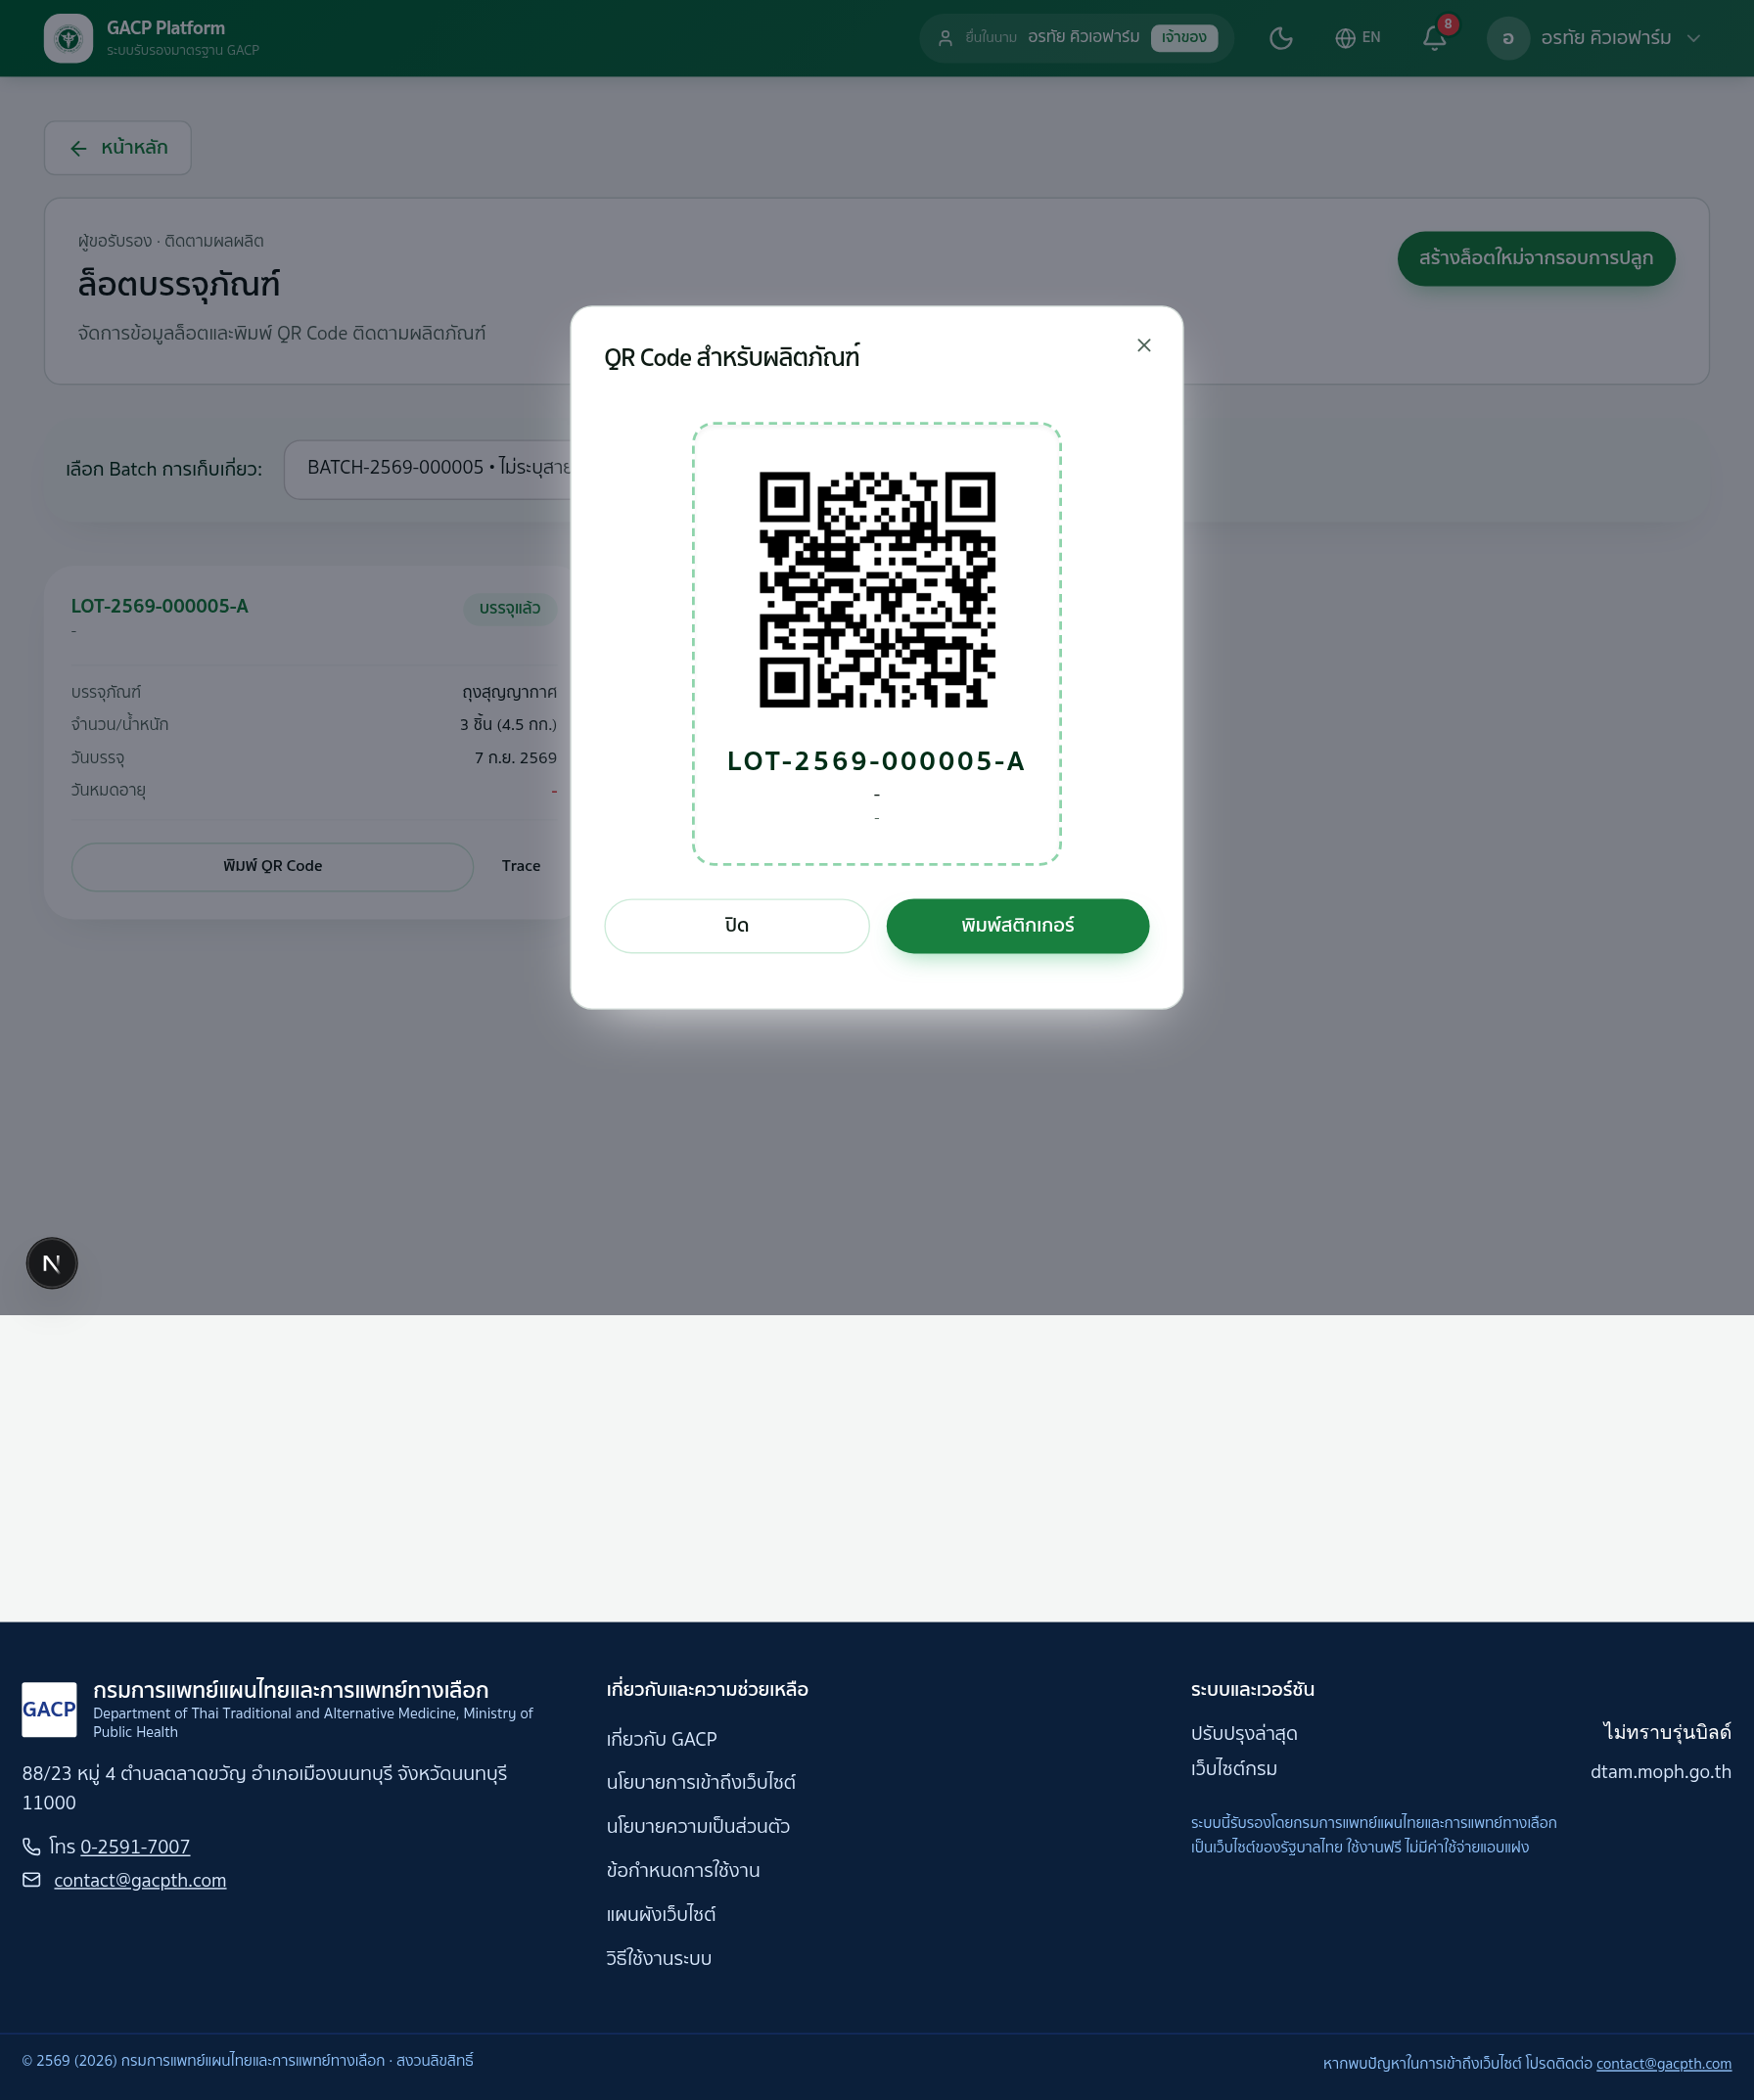 GACP Platform
ระบบรับรองมาตรฐาน GACP
ยื่นในนาม อรทัย คิวเอฟาร์ม เจ้าของ
EN
8
อ อรทัย คิวเอฟาร์ม
หน้าหลัก
ผู้ขอรับรอง · ติดตามผลผลิต
ล็อตบรรจุภัณฑ์
จัดการข้อมูลล็อตและพิมพ์ QR Code ติดตามผลิตภัณฑ์
สร้างล็อตใหม่จากรอบการปลูก
เลือก Batch การเก็บเกี่ยว:
BATCH-2569-000005 • ไม่ระบุสาย
LOT-2569-000005-A
บรรจุแล้ว
-
บรรจุภัณฑ์ ถุงสุญญากาศ
จำนวน/น้ำหนัก 3 ชิ้น (4.5 กก.)
วันบรรจุ 7 ก.ย. 2569
วันหมดอายุ -
พิมพ์ QR Code
Trace
QR Code สำหรับผลิตภัณฑ์
LOT-2569-000005-A
-
-
ปิด
พิมพ์สติกเกอร์
N
GACP
กรมการแพทย์แผนไทยและการแพทย์ทางเลือก
Department of Thai Traditional and Alternative Medicine, Ministry of
Public Health
88/23 หมู่ 4 ตำบลตลาดขวัญ อำเภอเมืองนนทบุรี จังหวัดนนทบุรี
11000
โทร 0-2591-7007
contact@gacpth.com
เกี่ยวกับและความช่วยเหลือ
เกี่ยวกับ GACP
นโยบายการเข้าถึงเว็บไซต์
นโยบายความเป็นส่วนตัว
ข้อกำหนดการใช้งาน
แผนผังเว็บไซต์
วิธีใช้งานระบบ
ระบบและเวอร์ชัน
ปรับปรุงล่าสุด ไม่ทราบรุ่นบิลด์
เว็บไซต์กรม dtam.moph.go.th
ระบบนี้รับรองโดยกรมการแพทย์แผนไทยและการแพทย์ทางเลือก
เป็นเว็บไซต์ของรัฐบาลไทย ใช้งานฟรี ไม่มีค่าใช้จ่ายแอบแฝง
© 2569 (2026) กรมการแพทย์แผนไทยและการแพทย์ทางเลือก · สงวนลิขสิทธิ์
หากพบปัญหาในการเข้าถึงเว็บไซต์ โปรดติดต่อ contact@gacpth.com